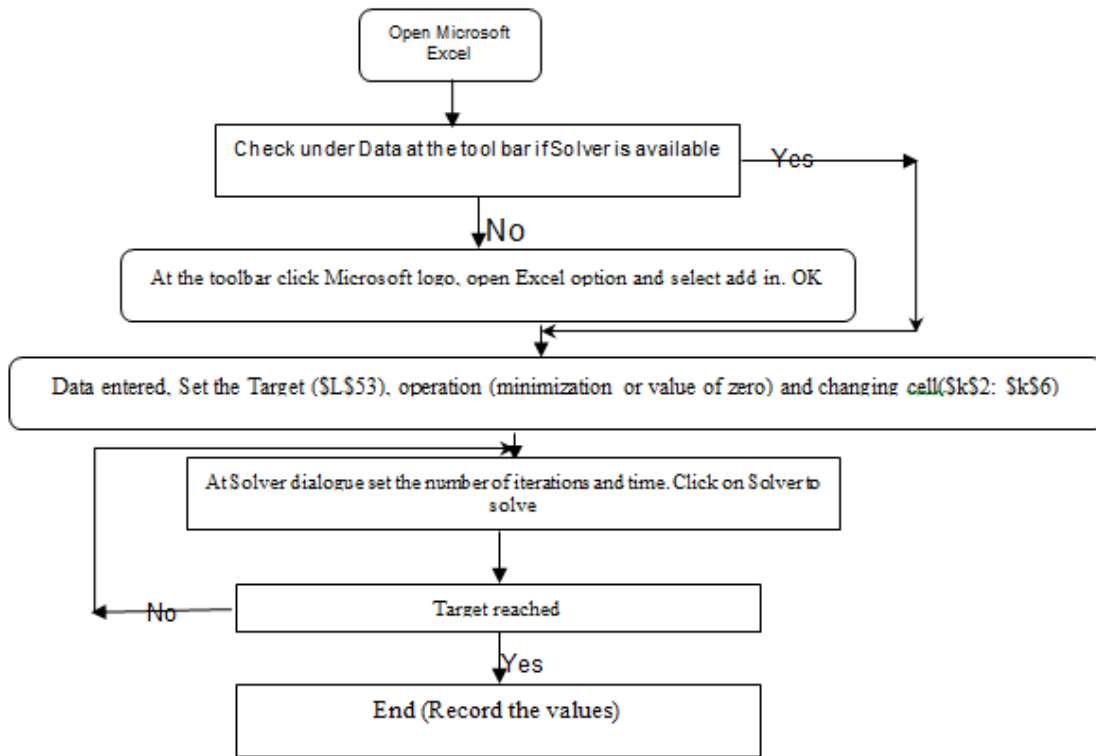 Open Microsoft
Excel
Check under Data at the tool bar if Solver is available
Yes
No
At the toolbar click Microsoft logo, open Excel option and select add in. OK
Data entered, Set the Target ($L$53), operation (minimization or value of zero) and changing cell($k$2: $k$6)
At Solver dialogue set the number of iterations and time. Click on Solver to
solve
Target reached
No
Yes
End (Record the values)